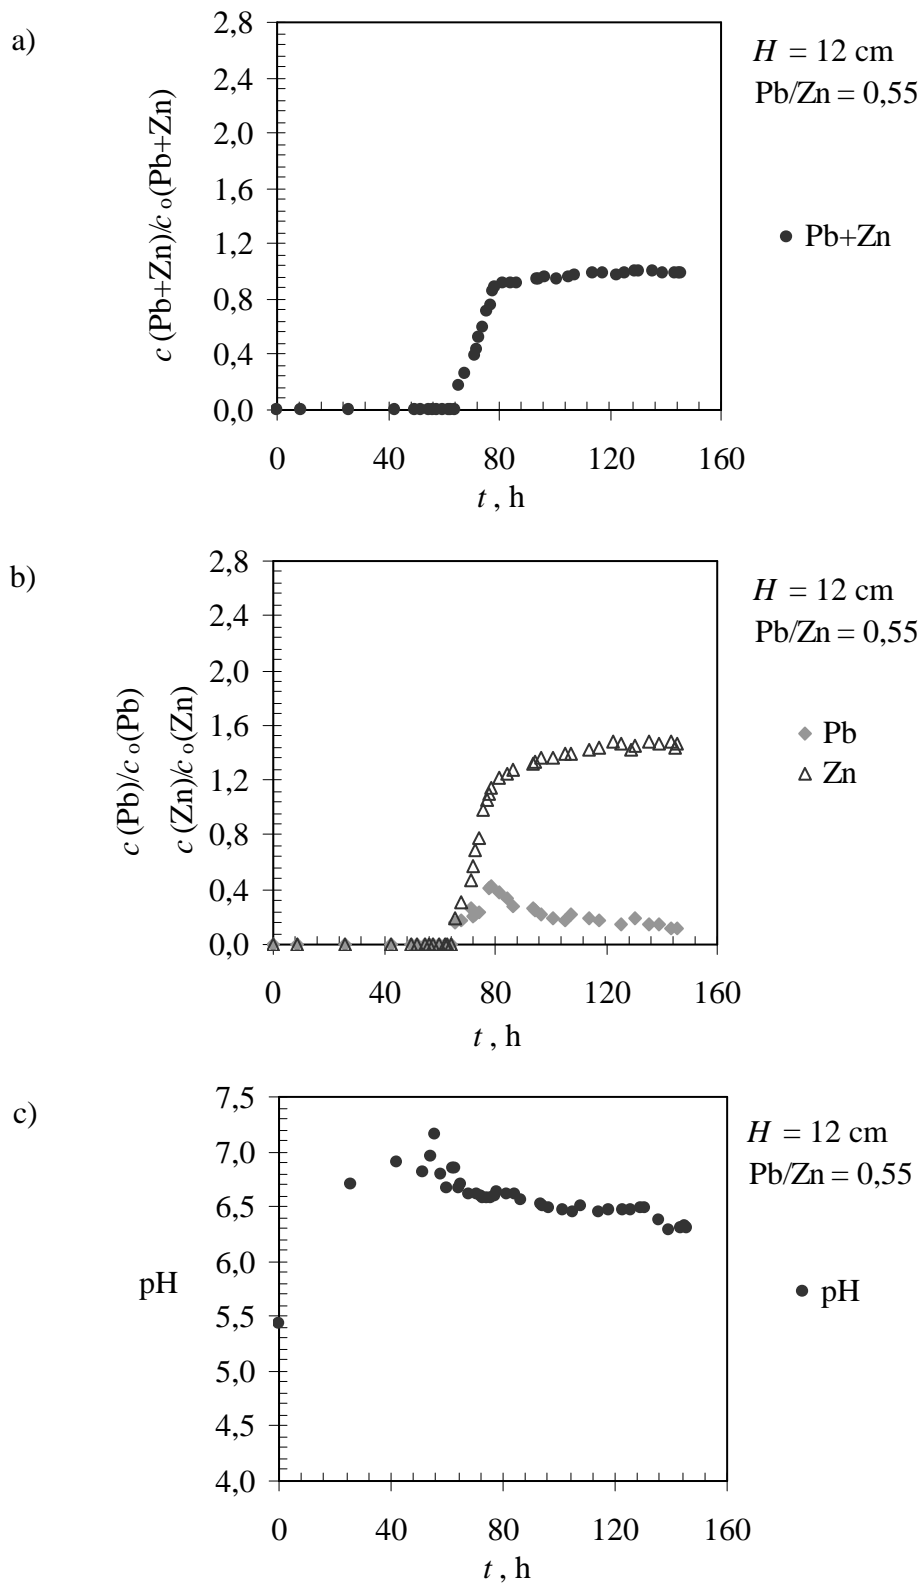 a)
2,8
2,4
2,0
1,6
1,2
0,8
0,4
0,0
c (Pb+Zn)/c o(Pb+Zn)
0 40 80 120 160
t , h
H = 12 cm
Pb/Zn = 0,55
Pb+Zn
b)
2,8
2,4
2,0
1,6
1,2
0,8
0,4
0,0
c (Pb)/c o(Pb)
c (Zn)/c o(Zn)
0 40 80 120 160
t , h
H = 12 cm
Pb/Zn = 0,55
Pb
Zn
c)
7,5
7,0
6,5
6,0
5,5
5,0
4,5
4,0
pH
0 40 80 120 160
t , h
H = 12 cm
Pb/Zn = 0,55
pH